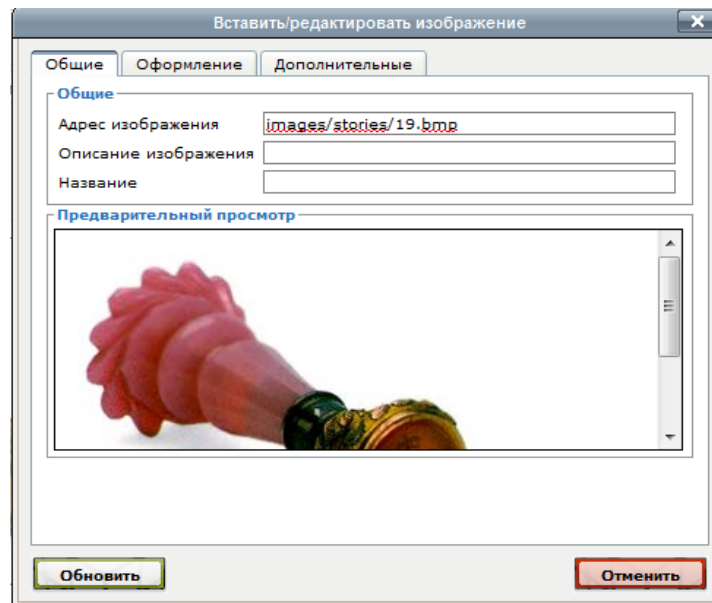 Вставить/редактировать изображение
Общие Оформление Дополнительные
Общие
Адрес изображения images/stories/19.bmp
Описание изображения
Название
Предварительный просмотр
Обновить Отменить